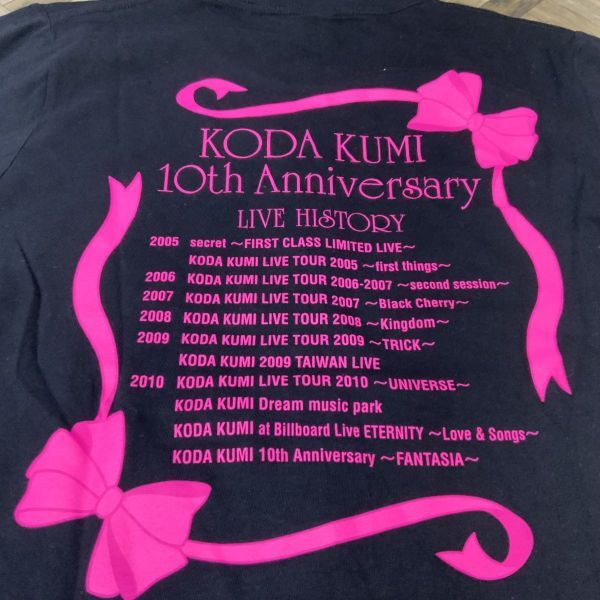 KODA KUMI
10th Anniversary
LIVE HISTORY
2005 secret ～FIRST CLASS LIMITED LIVE～
KODA KUMI LIVE TOUR 2005 ～first things～
2006 KODA KUMI LIVE TOUR 2006-2007 ～second session～
2007 KODA KUMI LIVE TOUR 2007 ～Black Cherry～
2008 KODA KUMI LIVE TOUR 2008 ～Kingdom～
2009 KODA KUMI LIVE TOUR 2009 ～TRICK～
KODA KUMI 2009 TAIWAN LIVE
2010 KODA KUMI LIVE TOUR 2010 ～UNIVERSE～
KODA KUMI Dream music park
KODA KUMI at Billboard Live ETERNITY ～Love & Songs～
KODA KUMI 10th Anniversary ～FANTASIA～